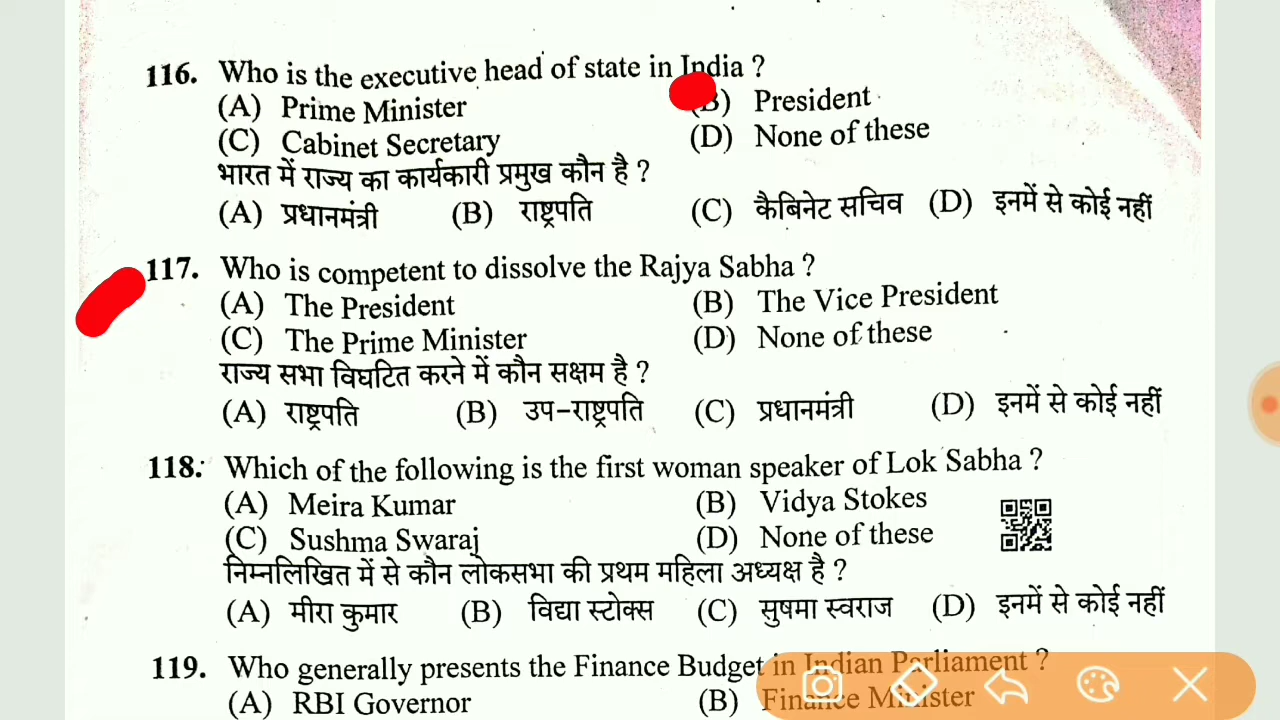 116. Who is the executive head of state in India ?
(A) Prime Minister (B) President
(C) Cabinet Secretary (D) None of these
भारत में राज्य का कार्यकारी प्रमुख कौन है ?
(A) प्रधानमंत्री (B) राष्ट्रपति (C) कैबिनेट सचिव (D) इनमें से कोई नहीं
117. Who is competent to dissolve the Rajya Sabha ?
(A) The President (B) The Vice President
(C) The Prime Minister (D) None of these
राज्य सभा विघटित करने में कौन सक्षम है ?
(A) राष्ट्रपति (B) उप-राष्ट्रपति (C) प्रधानमंत्री (D) इनमें से कोई नहीं
118. Which of the following is the first woman speaker of Lok Sabha ?
(A) Meira Kumar (B) Vidya Stokes
(C) Sushma Swaraj (D) None of these
निम्नलिखित में से कौन लोकसभा की प्रथम महिला अध्यक्ष है ?
(A) मीरा कुमार (B) विद्या स्टोक्स (C) सुषमा स्वराज (D) इनमें से कोई नहीं
119. Who generally presents the Finance Budget in Indian Parliament ?
(A) RBI Governor (B) Finance Minister